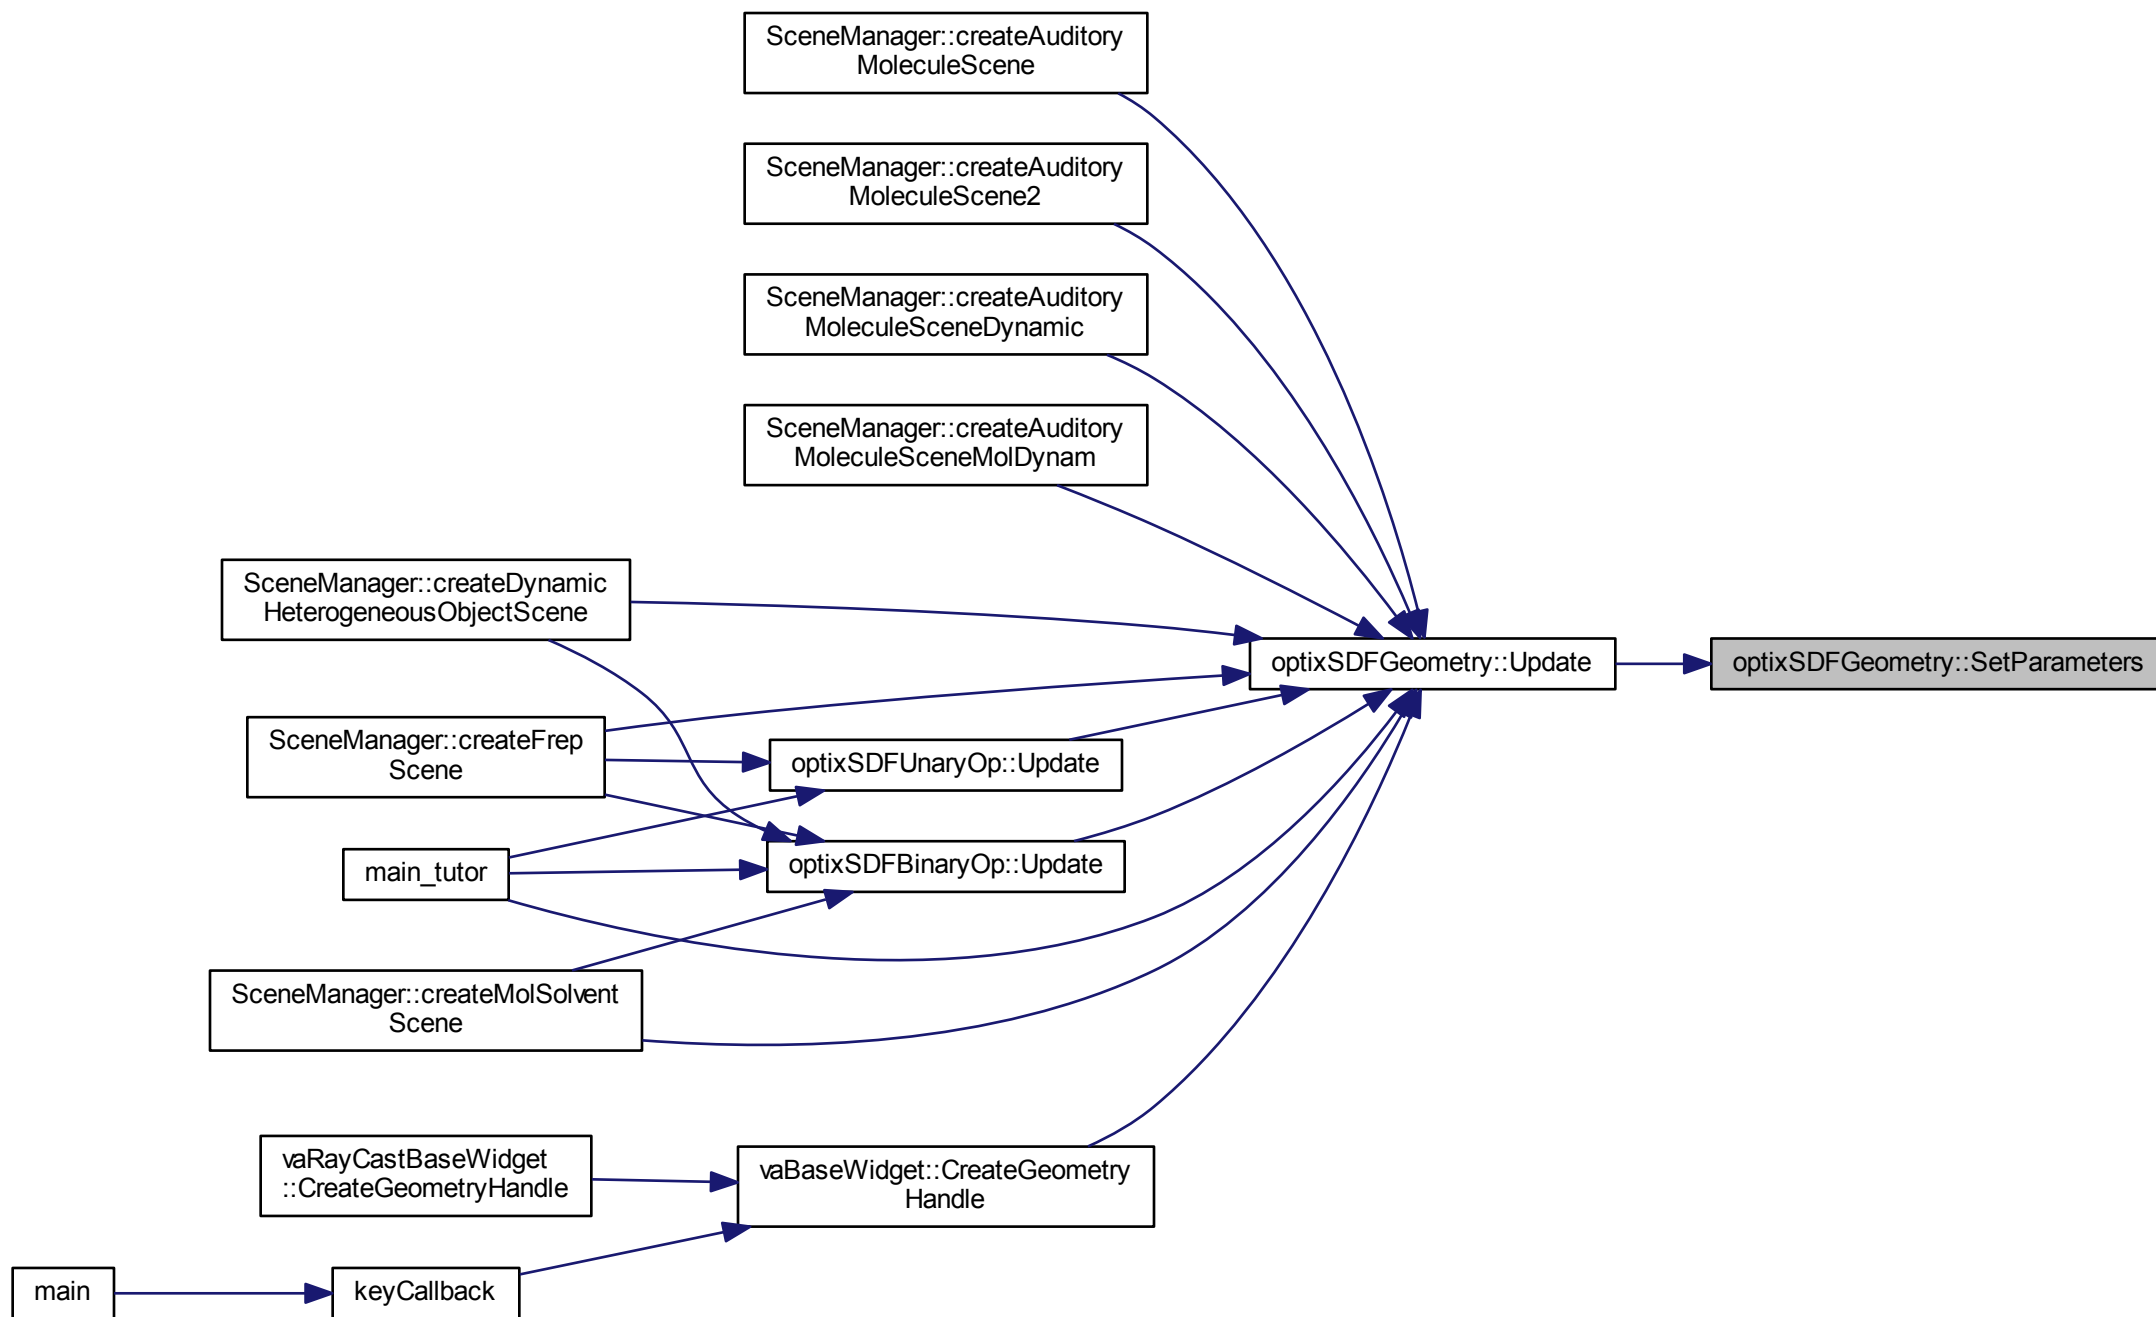 SceneManager::createAuditory
MoleculeScene
SceneManager::createAuditory
MoleculeScene2
SceneManager::createAuditory
MoleculeSceneDynamic
SceneManager::createAuditory
MoleculeSceneMolDynam
SceneManager::createDynamic
HeterogeneousObjectScene
optixSDFGeometry::Update
optixSDFGeometry::SetParameters
SceneManager::createFrep
Scene
optixSDFUnaryOp::Update
main_tutor
optixSDFBinaryOp::Update
SceneManager::createMolSolvent
Scene
vaRayCastBaseWidget
::CreateGeometryHandle
vaBaseWidget::CreateGeometry
Handle
main
keyCallback